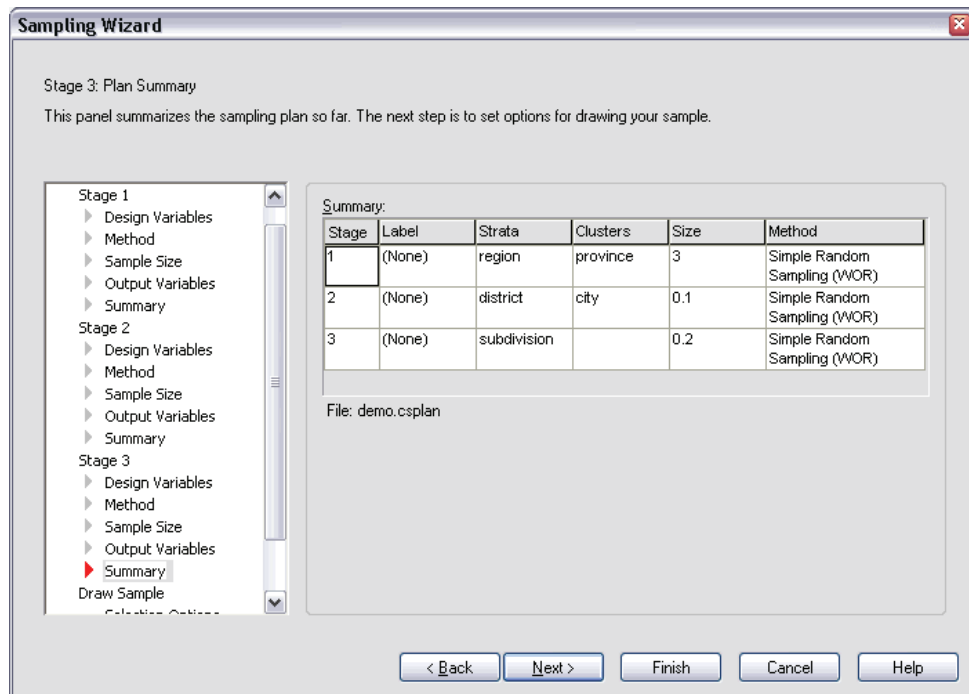 Sampling Wizard
Stage 3: Plan Summary
This panel summarizes the sampling plan so far. The next step is to set options for drawing your sample.
Stage 1
Design Variables
Method
Sample Size
Output Variables
Summary
Stage 2
Design Variables
Method
Sample Size
Output Variables
Summary
Stage 3
Design Variables
Method
Sample Size
Output Variables
Summary
Draw Sample
Selection Options
Summary:
Stage Label Strata Clusters Size Method
1 (None) region province 3 Simple Random
Sampling (WOR)
2 (None) district city 0.1 Simple Random
Sampling (WOR)
3 (None) subdivision 0.2 Simple Random
Sampling (WOR)
File: demo.csplan
< Back Next > Finish Cancel Help